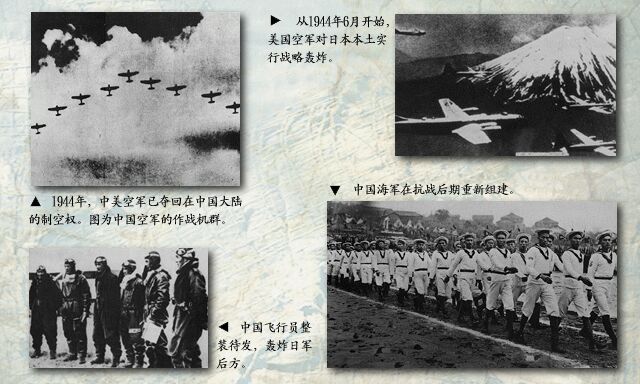 ▶ 从1944年6月开始，
美国空军对日本本土实
行战略轰炸。
▲ 1944年，中美空军已夺回在中国大陆
的制空权。图为中国空军的作战机群。
▼ 中国海军在抗战后期重新组建。
◀ 中国飞行员整
装待发，轰炸日军
后方。